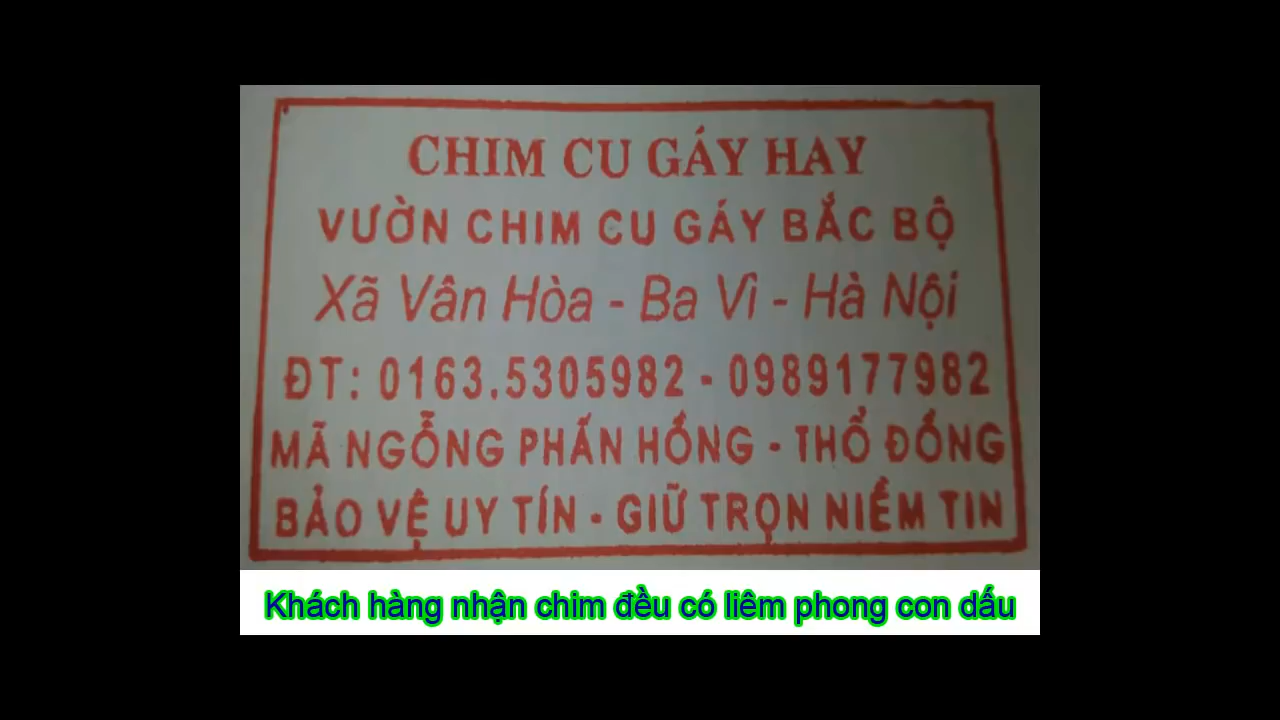 CHIM CU GÁY HAY
VƯỜN CHIM CU GÁY BẮC BỘ
Xã Vân Hòa - Ba Vì - Hà Nội
ĐT: 0163.5305982 - 0989177982
MÃ NGỖNG PHẤN HỒNG - THỔ ĐỒNG
BẢO VỆ UY TÍN - GIỮ TRỌN NIỀM TIN
Khách hàng nhận chim đều có liêm phong con dấu